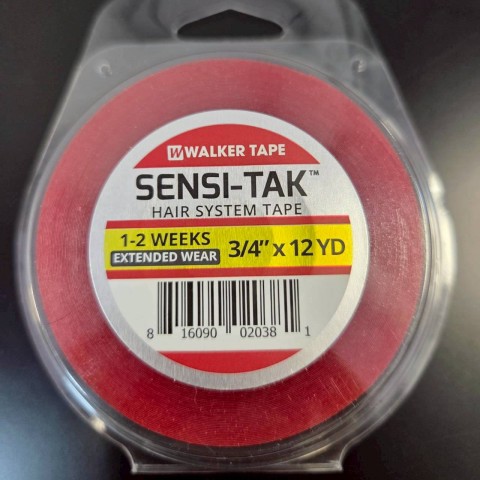 W WALKER TAPE
SENSI-TAK™
HAIR SYSTEM TAPE
1-2 WEEKS
EXTENDED WEAR
3/4" x 12 YD
8 16090 02038 1